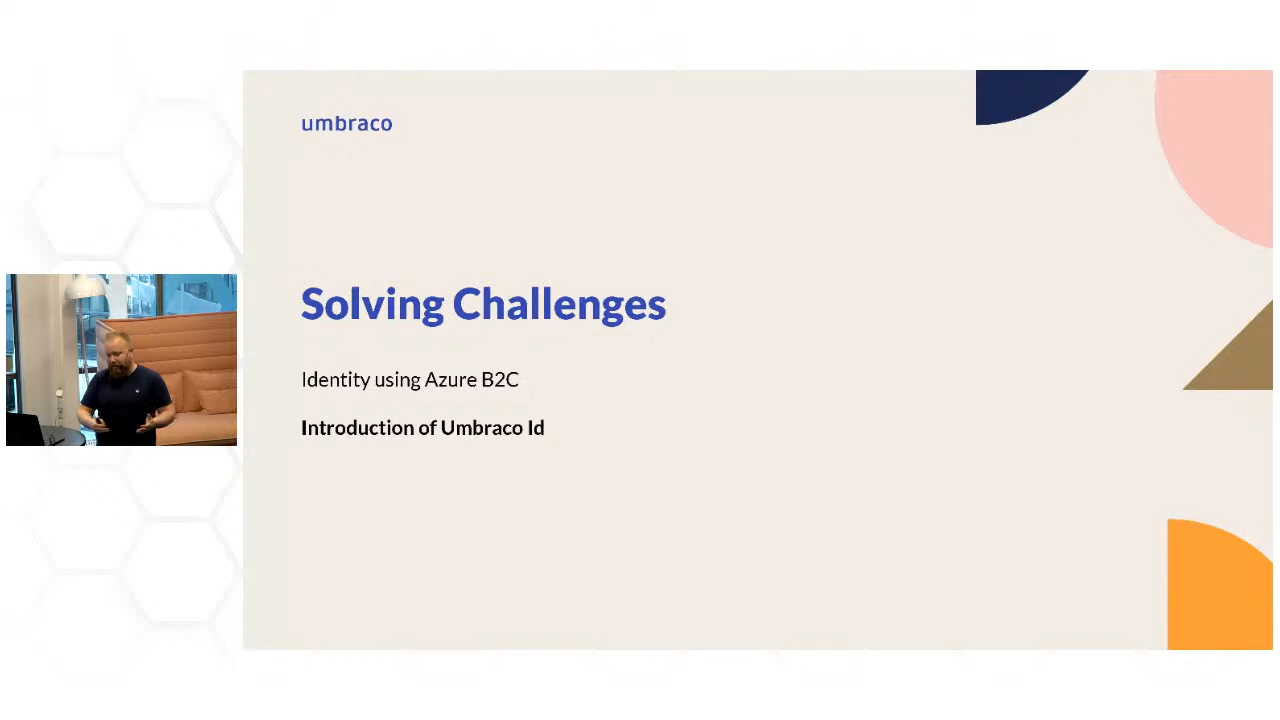 umbraco
Solving Challenges
Identity using Azure B2C
Introduction of Umbraco Id